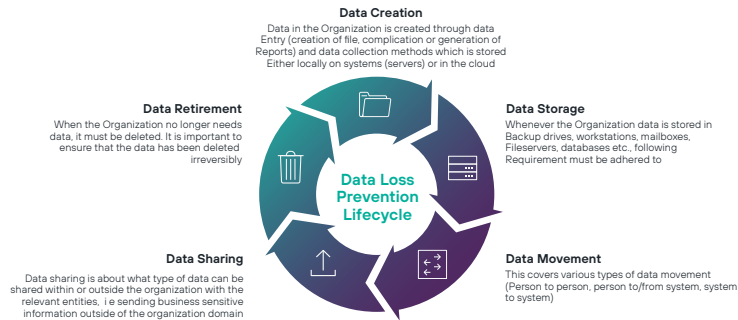 Data Creation
Data in the Organization is created through data
Entry (creation of file, complication or generation of
Reports) and data collection methods which is stored
Either locally on systems (servers) or in the cloud
Data Storage
Whenever the Organization data is stored in
Backup drives, workstations, mailboxes,
Fileservers, databases etc., following
Requirement must be adhered to
Data Movement
This covers various types of data movement
(Person to person, person to/from system, system
to system)
Data Sharing
Data sharing is about what type of data can be
shared within or outside the organization with the
relevant entities, i e sending business sensitive
information outside of the organization domain
Data Retirement
When the Organization no longer needs
data, it must be deleted. It is important to
ensure that the data has been deleted
irreversibly
Data Loss
Prevention
Lifecycle